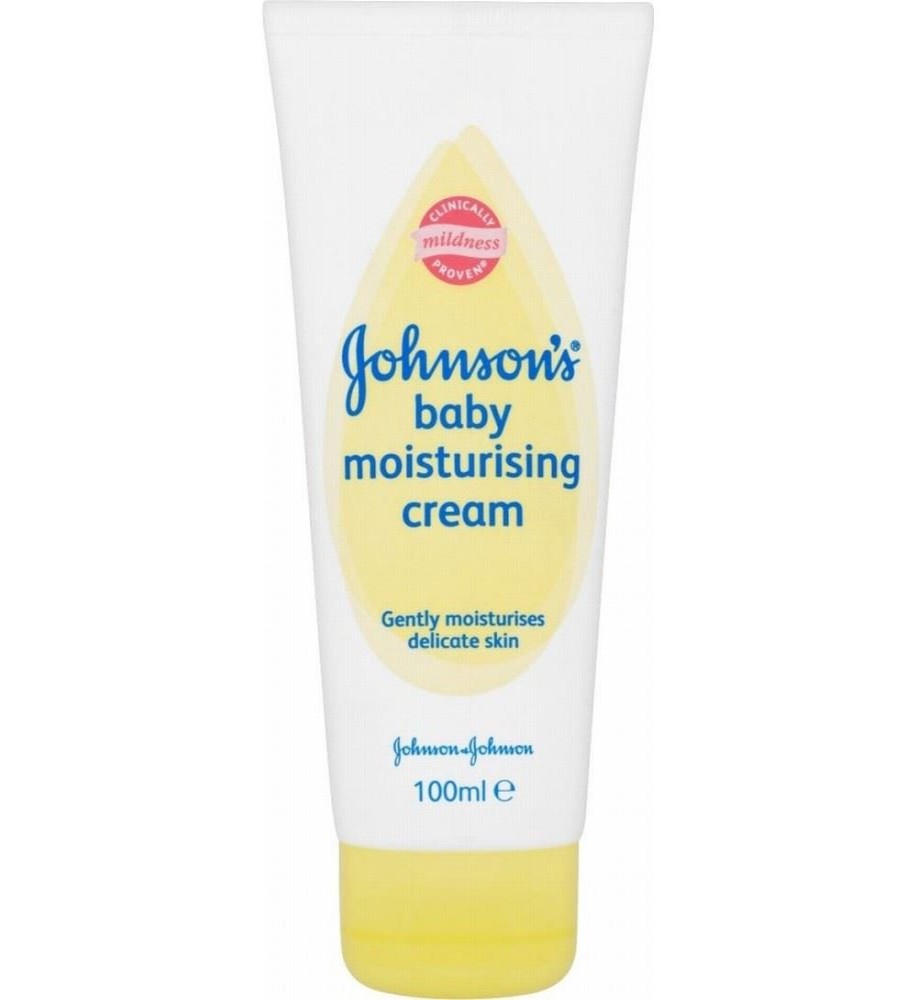 CLINICALLY
mildness
PROVEN®
Johnson's®
baby
moisturising
cream
Gently moisturises
delicate skin
Johnson & Johnson
100ml ℮